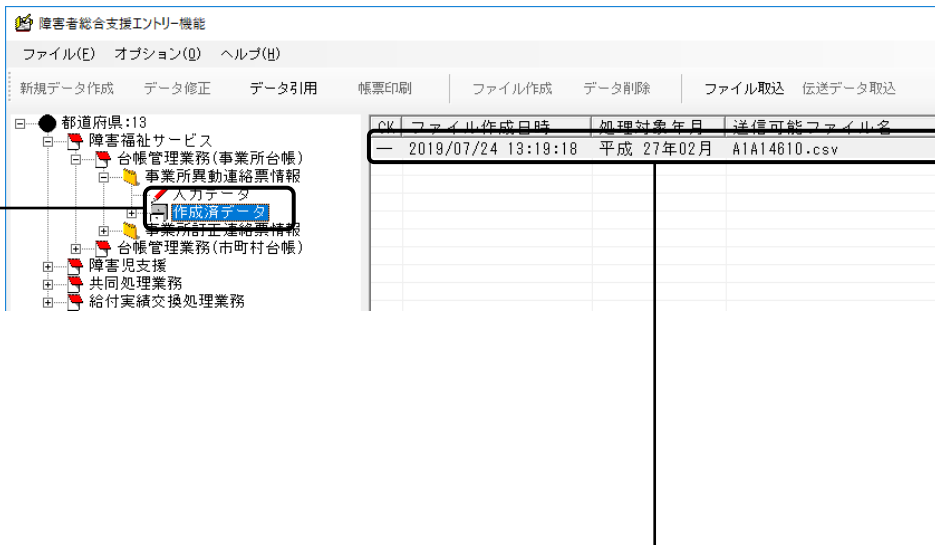 障害者総合支援エントリー機能
ファイル(F) オプション(O) ヘルプ(H)
新規データ作成 データ修正 データ引用 帳票印刷 ファイル作成 データ削除 ファイル取込 伝送データ取込
都道府県:13
障害福祉サービス
台帳管理業務(事業所台帳)
事業所異動連絡票情報
入力データ
作成済データ
事業所訂正連絡票情報
台帳管理業務(市町村台帳)
障害児支援
共同処理業務
給付実績交換処理業務
CK ファイル作成日時 処理対象年月 送信可能ファイル名
― 2019/07/24 13:19:18 平成 27年02月 A1A14610.csv